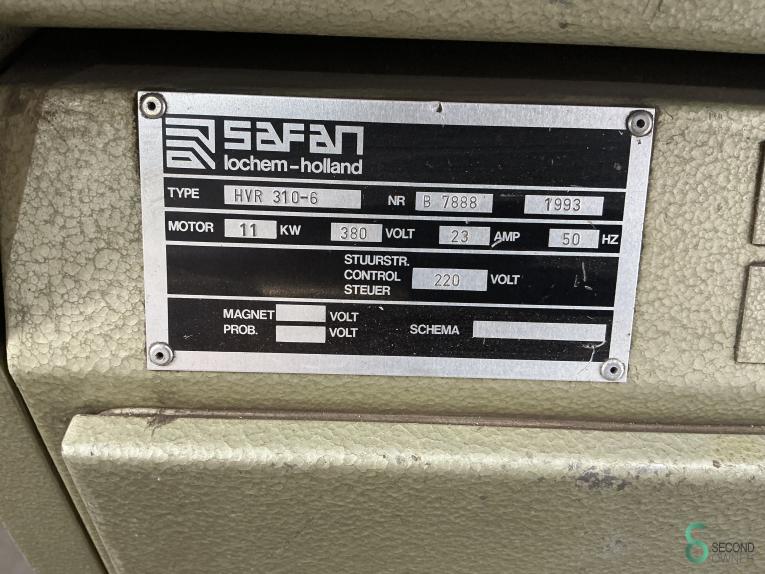 SAFAN
lochem-holland
TYPE HVR 310-6 NR B 7888 1993
MOTOR 11 KW 380 VOLT 23 AMP 50 HZ
STUURSTR.
CONTROL 220 VOLT
STEUER
MAGNET VOLT
PROB. VOLT SCHEMA
SECOND
OWNER